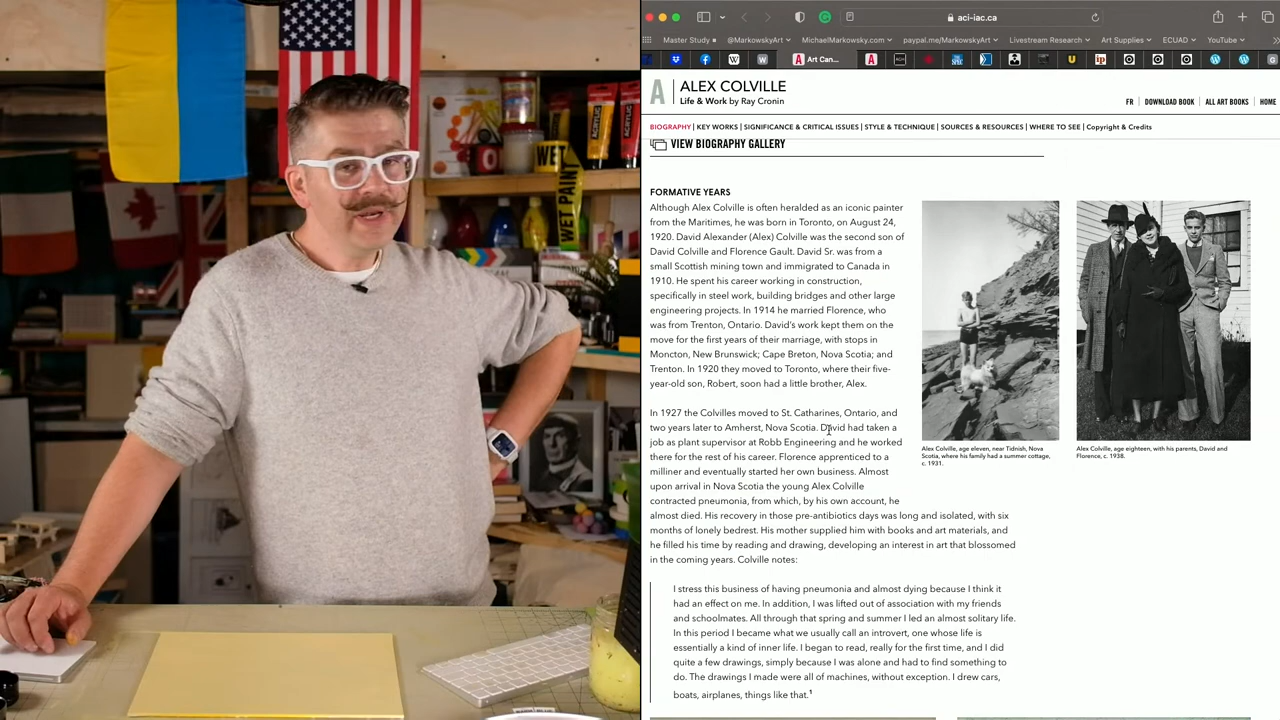 WET
PAINT
ACRYLIC
ACRYLIC
WET
aci-iac.ca
Master Study
@MarkowskyArt
MichaelMarkowsky.com
paypal.me/MarkowskyArt
Livestream Research
Art Supplies
ECUAD
YouTube
Art Can...
A
ALEX COLVILLE
Life & Work by Ray Cronin
FR | DOWNLOAD BOOK | ALL ART BOOKS | HOME
BIOGRAPHY | KEY WORKS | SIGNIFICANCE & CRITICAL ISSUES | STYLE & TECHNIQUE | SOURCES & RESOURCES | WHERE TO SEE | Copyright & Credits
VIEW BIOGRAPHY GALLERY
FORMATIVE YEARS
Although Alex Colville is often heralded as an iconic painter
from the Maritimes, he was born in Toronto, on August 24,
1920. David Alexander (Alex) Colville was the second son of
David Colville and Florence Gault. David Sr. was from a
small Scottish mining town and immigrated to Canada in
1910. He spent his career working in construction,
specifically in steel work, building bridges and other large
engineering projects. In 1914 he married Florence, who
was from Trenton, Ontario. David's work kept them on the
move for the first years of their marriage, with stops in
Moncton, New Brunswick; Cape Breton, Nova Scotia; and
Trenton. In 1920 they moved to Toronto, where their five-
year-old son, Robert, soon had a little brother, Alex.
In 1927 the Colvilles moved to St. Catharines, Ontario, and
two years later to Amherst, Nova Scotia. David had taken a
job as plant supervisor at Robb Engineering and he worked
there for the rest of his career. Florence apprenticed to a
milliner and eventually started her own business. Almost
upon arrival in Nova Scotia the young Alex Colville
contracted pneumonia, from which, by his own account, he
almost died. His recovery in those pre-antibiotics days was long and isolated, with six
months of lonely bedrest. His mother supplied him with books and art materials, and
he filled his time by reading and drawing, developing an interest in art that blossomed
in the coming years. Colville notes:
I stress this business of having pneumonia and almost dying because I think it
had an effect on me. In addition, I was lifted out of association with my friends
and schoolmates. All through that spring and summer I led an almost solitary life.
In this period I became what we usually call an introvert, one whose life is
essentially a kind of inner life. I began to read, really for the first time, and I did
quite a few drawings, simply because I was alone and had to find something to
do. The drawings I made were all of machines, without exception. I drew cars,
boats, airplanes, things like that.1
Alex Colville, age eleven, near Tidnish, Nova
Scotia, where his family had a summer cottage,
c. 1931.
Alex Colville, age eighteen, with his parents, David and
Florence, c. 1938.